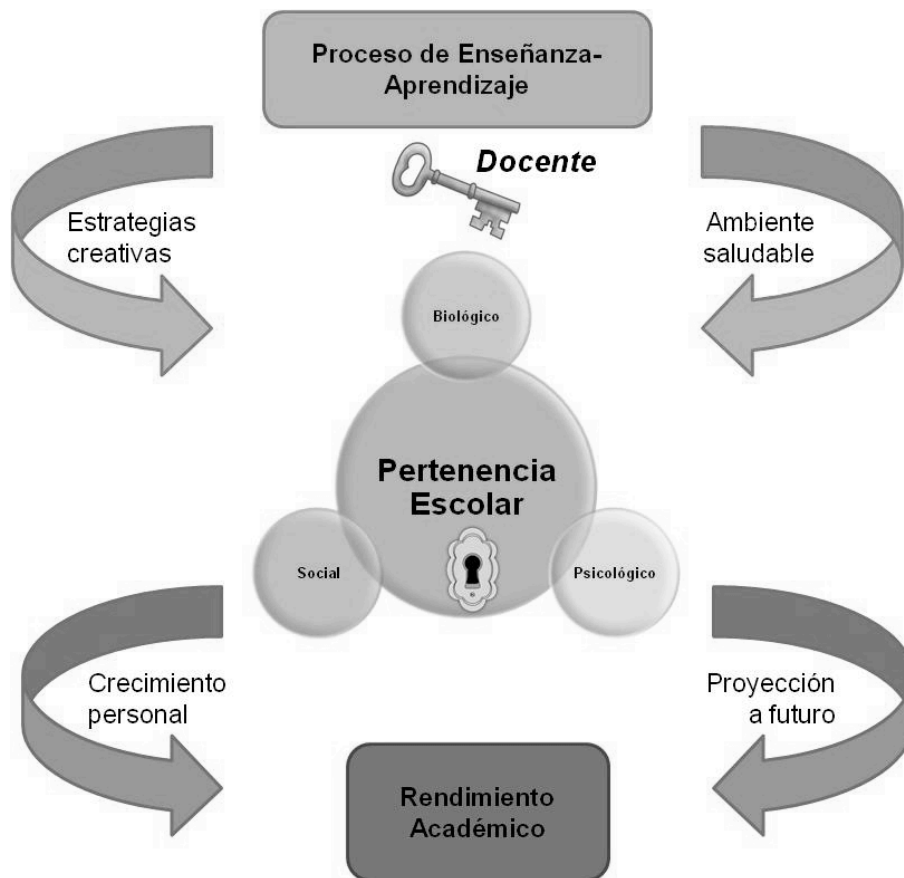 Proceso de Enseñanza-
Aprendizaje
Docente
Estrategias
creativas
Ambiente
saludable
Biológico
Pertenencia
Escolar
Social
Psicológico
Crecimiento
personal
Proyección
a futuro
Rendimiento
Académico